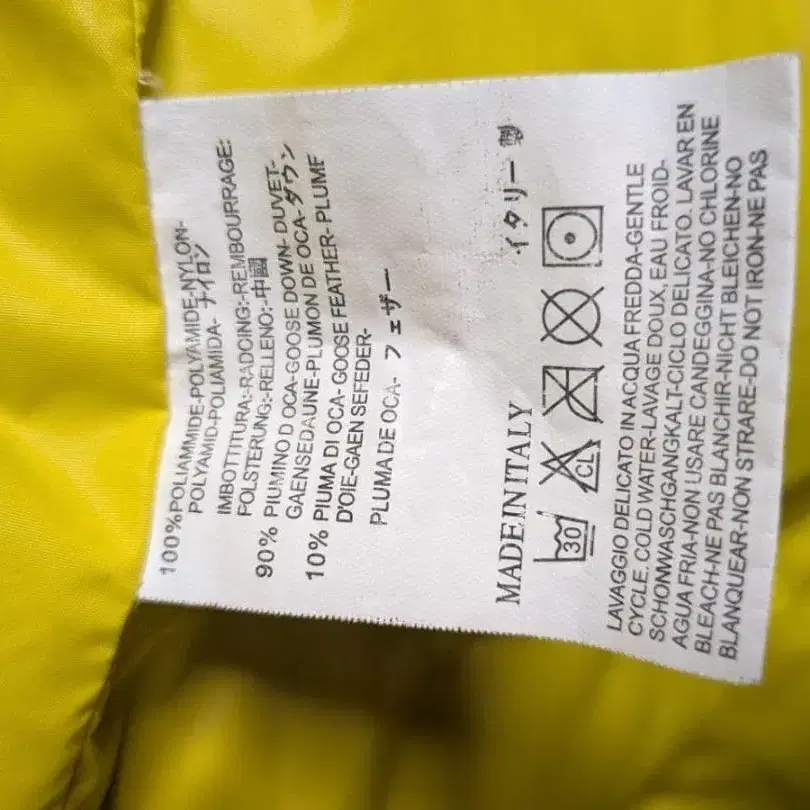 100%POLIAMMIDE-POLYAMIDE-NYLON-
POLYAMID-POLIAMIDA- ナイロン
IMBOTTITURA:-RADCING:-REMBOURRAGE:
FOLSTERUNG:-RELLENO:-中國
90% PIUMINO D OCA-GOOSE DOWN- DUVET-
GAENSEDAUNE-PLUMON DE OCA-ダウン
10% PIUMA DI OCA- GOOSE FEATHER- PLUMF
D'OIE-GAEN SEFEDER-
PLUMA DE OCA- フェザー
MADE IN ITALY イタリー 製
30 CL
LAVAGGIO DELICATO IN ACQUA FREDDA-GENTLE
CYCLE. COLD WATER-LAVAGE DOUX, EAU FROID-
SCHONWASCHGANGKALT-CICLO DELICATO. LAVAR EN
AGUA FRIA-NON USARE CANDEGGINA-NO CHLORINE
BLEACH-NE PAS BLANCHIR-NICHT BLEICHEN-NO
BLANQUEAR-NON STRARE-DO NOT IRON-NE PAS